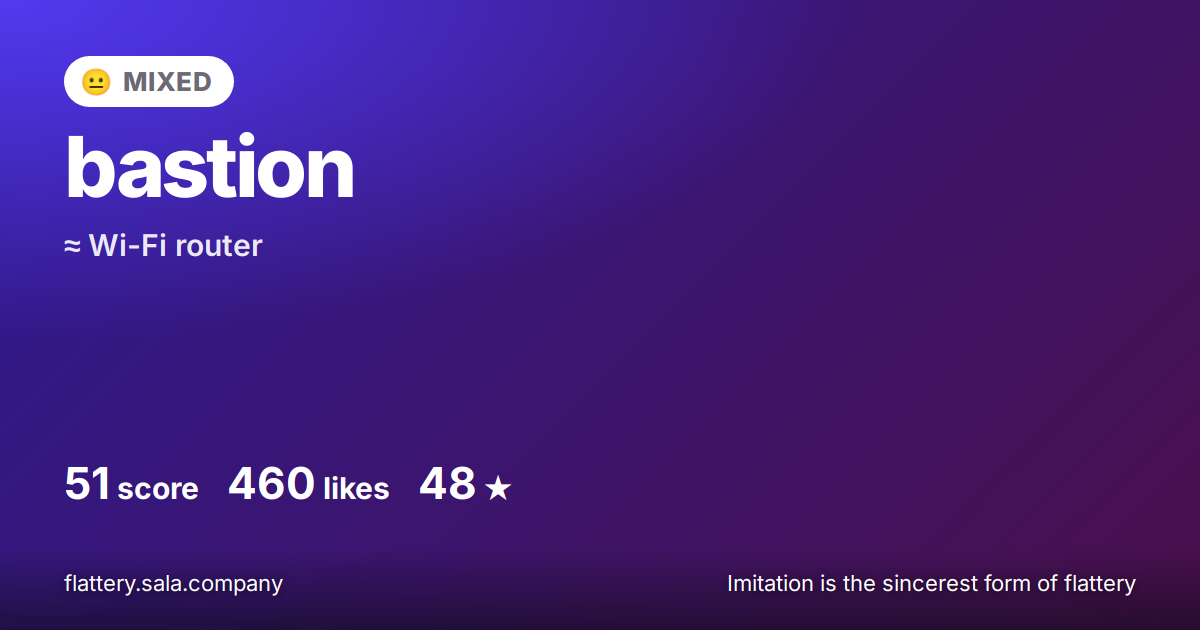 😐 MIXED
bastion
≈ Wi-Fi router
51 score 460 likes 48 ★
flattery.sala.company
Imitation is the sincerest form of flattery